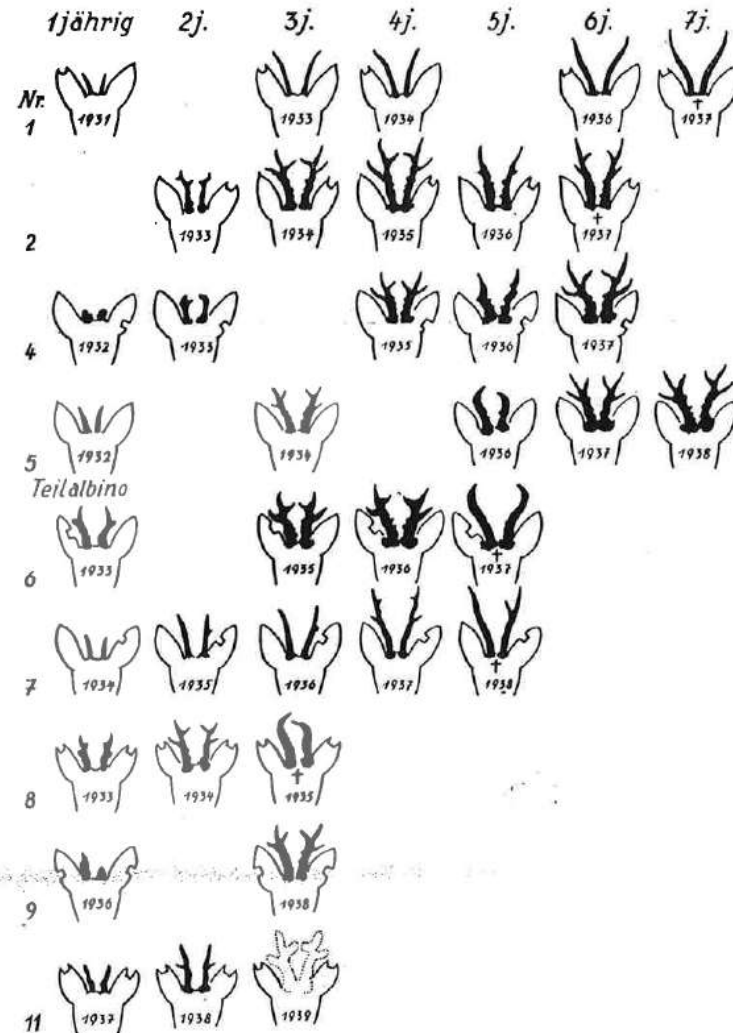 1jährig 2j. 3j. 4j. 5j. 6j. 7j.
Nr.
1 1931 1933 1934 1936 † 1937
2 1933 1934 1935 1936 † 1937
4 1932 1933 1935 1936 1937
5 1932 1934 1936 1937 1938
Teilalbino
6 1933 1935 1936 † 1937
7 1934 1935 1936 1937 † 1938
8 1933 1934 † 1935
9 1936 1938
11 1937 1938 1939